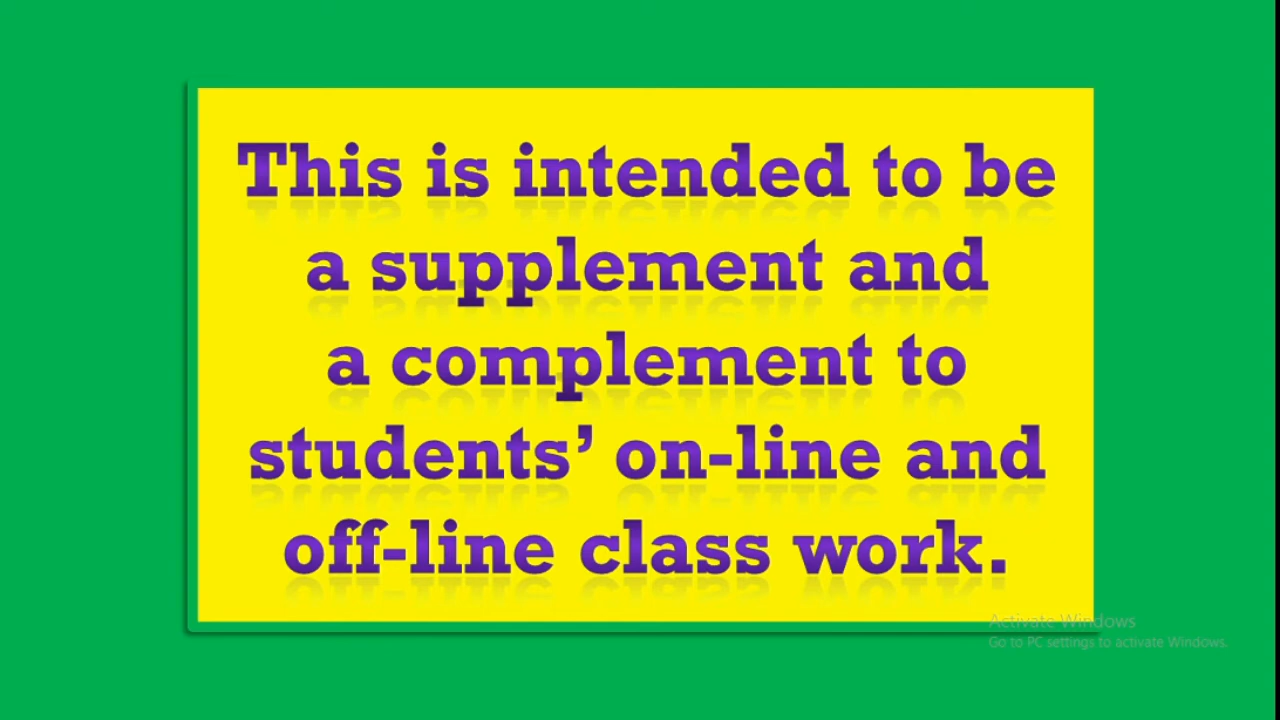 This is intended to be
a supplement and
a complement to
students’ on-line and
off-line class work.
Activate Windows
Go to PC settings to activate Windows.